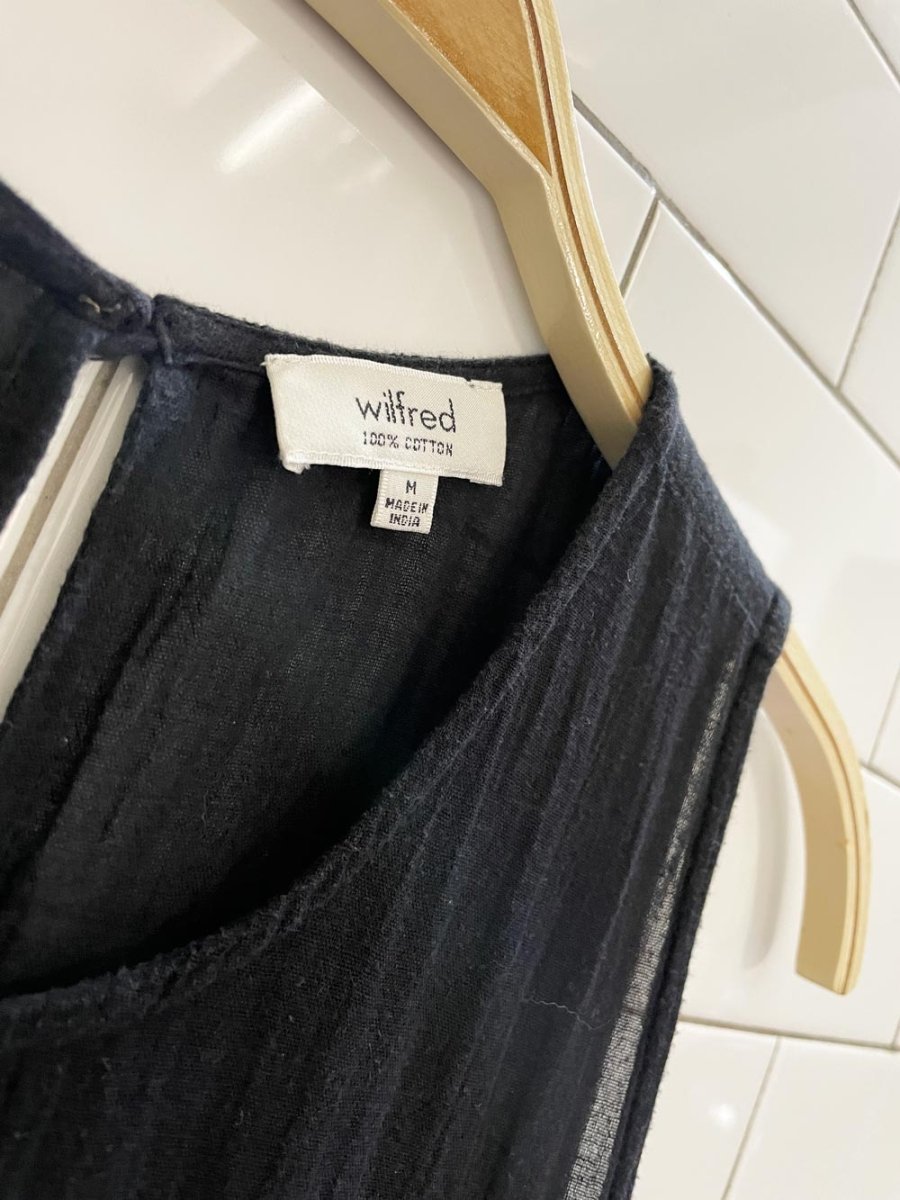 wilfred
100% COTTON
M
MADE IN
INDIA